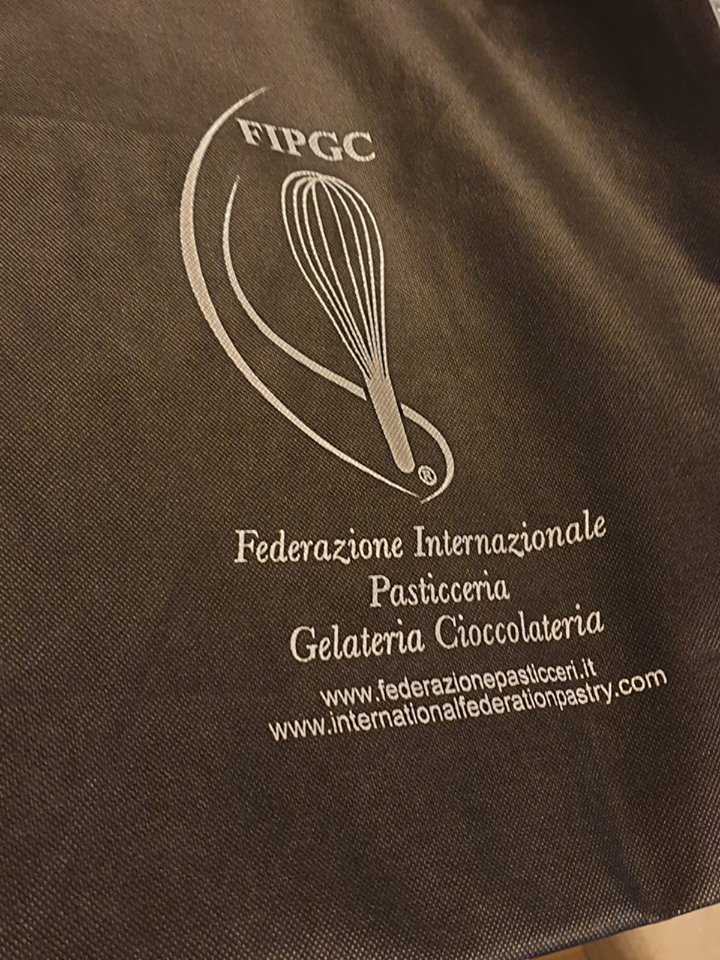 FIPGC
®
Federazione Internazionale
Pasticceria
Gelateria Cioccolateria
www.federazionepasticceri.it
www.internationalfederationpastry.com